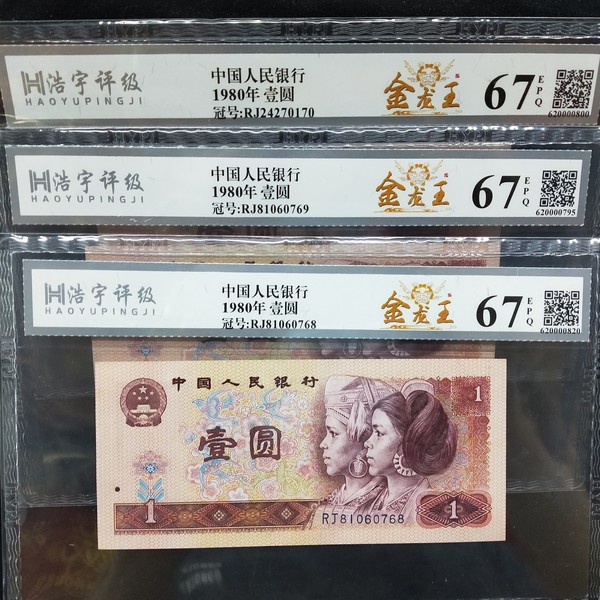 浩宇评级
HAOYUPINGJI
中国人民银行
1980年 壹圆
冠号:RJ24270170
金龙王
67
EPQ
620000800
浩宇评级
HAOYUPINGJI
中国人民银行
1980年 壹圆
冠号:RJ81060769
金龙王
67
EPQ
620000795
浩宇评级
HAOYUPINGJI
中国人民银行
1980年 壹圆
冠号:RJ81060768
金龙王
67
EPQ
620000820
中国人民银行
1
壹圆
1
RJ81060768
1